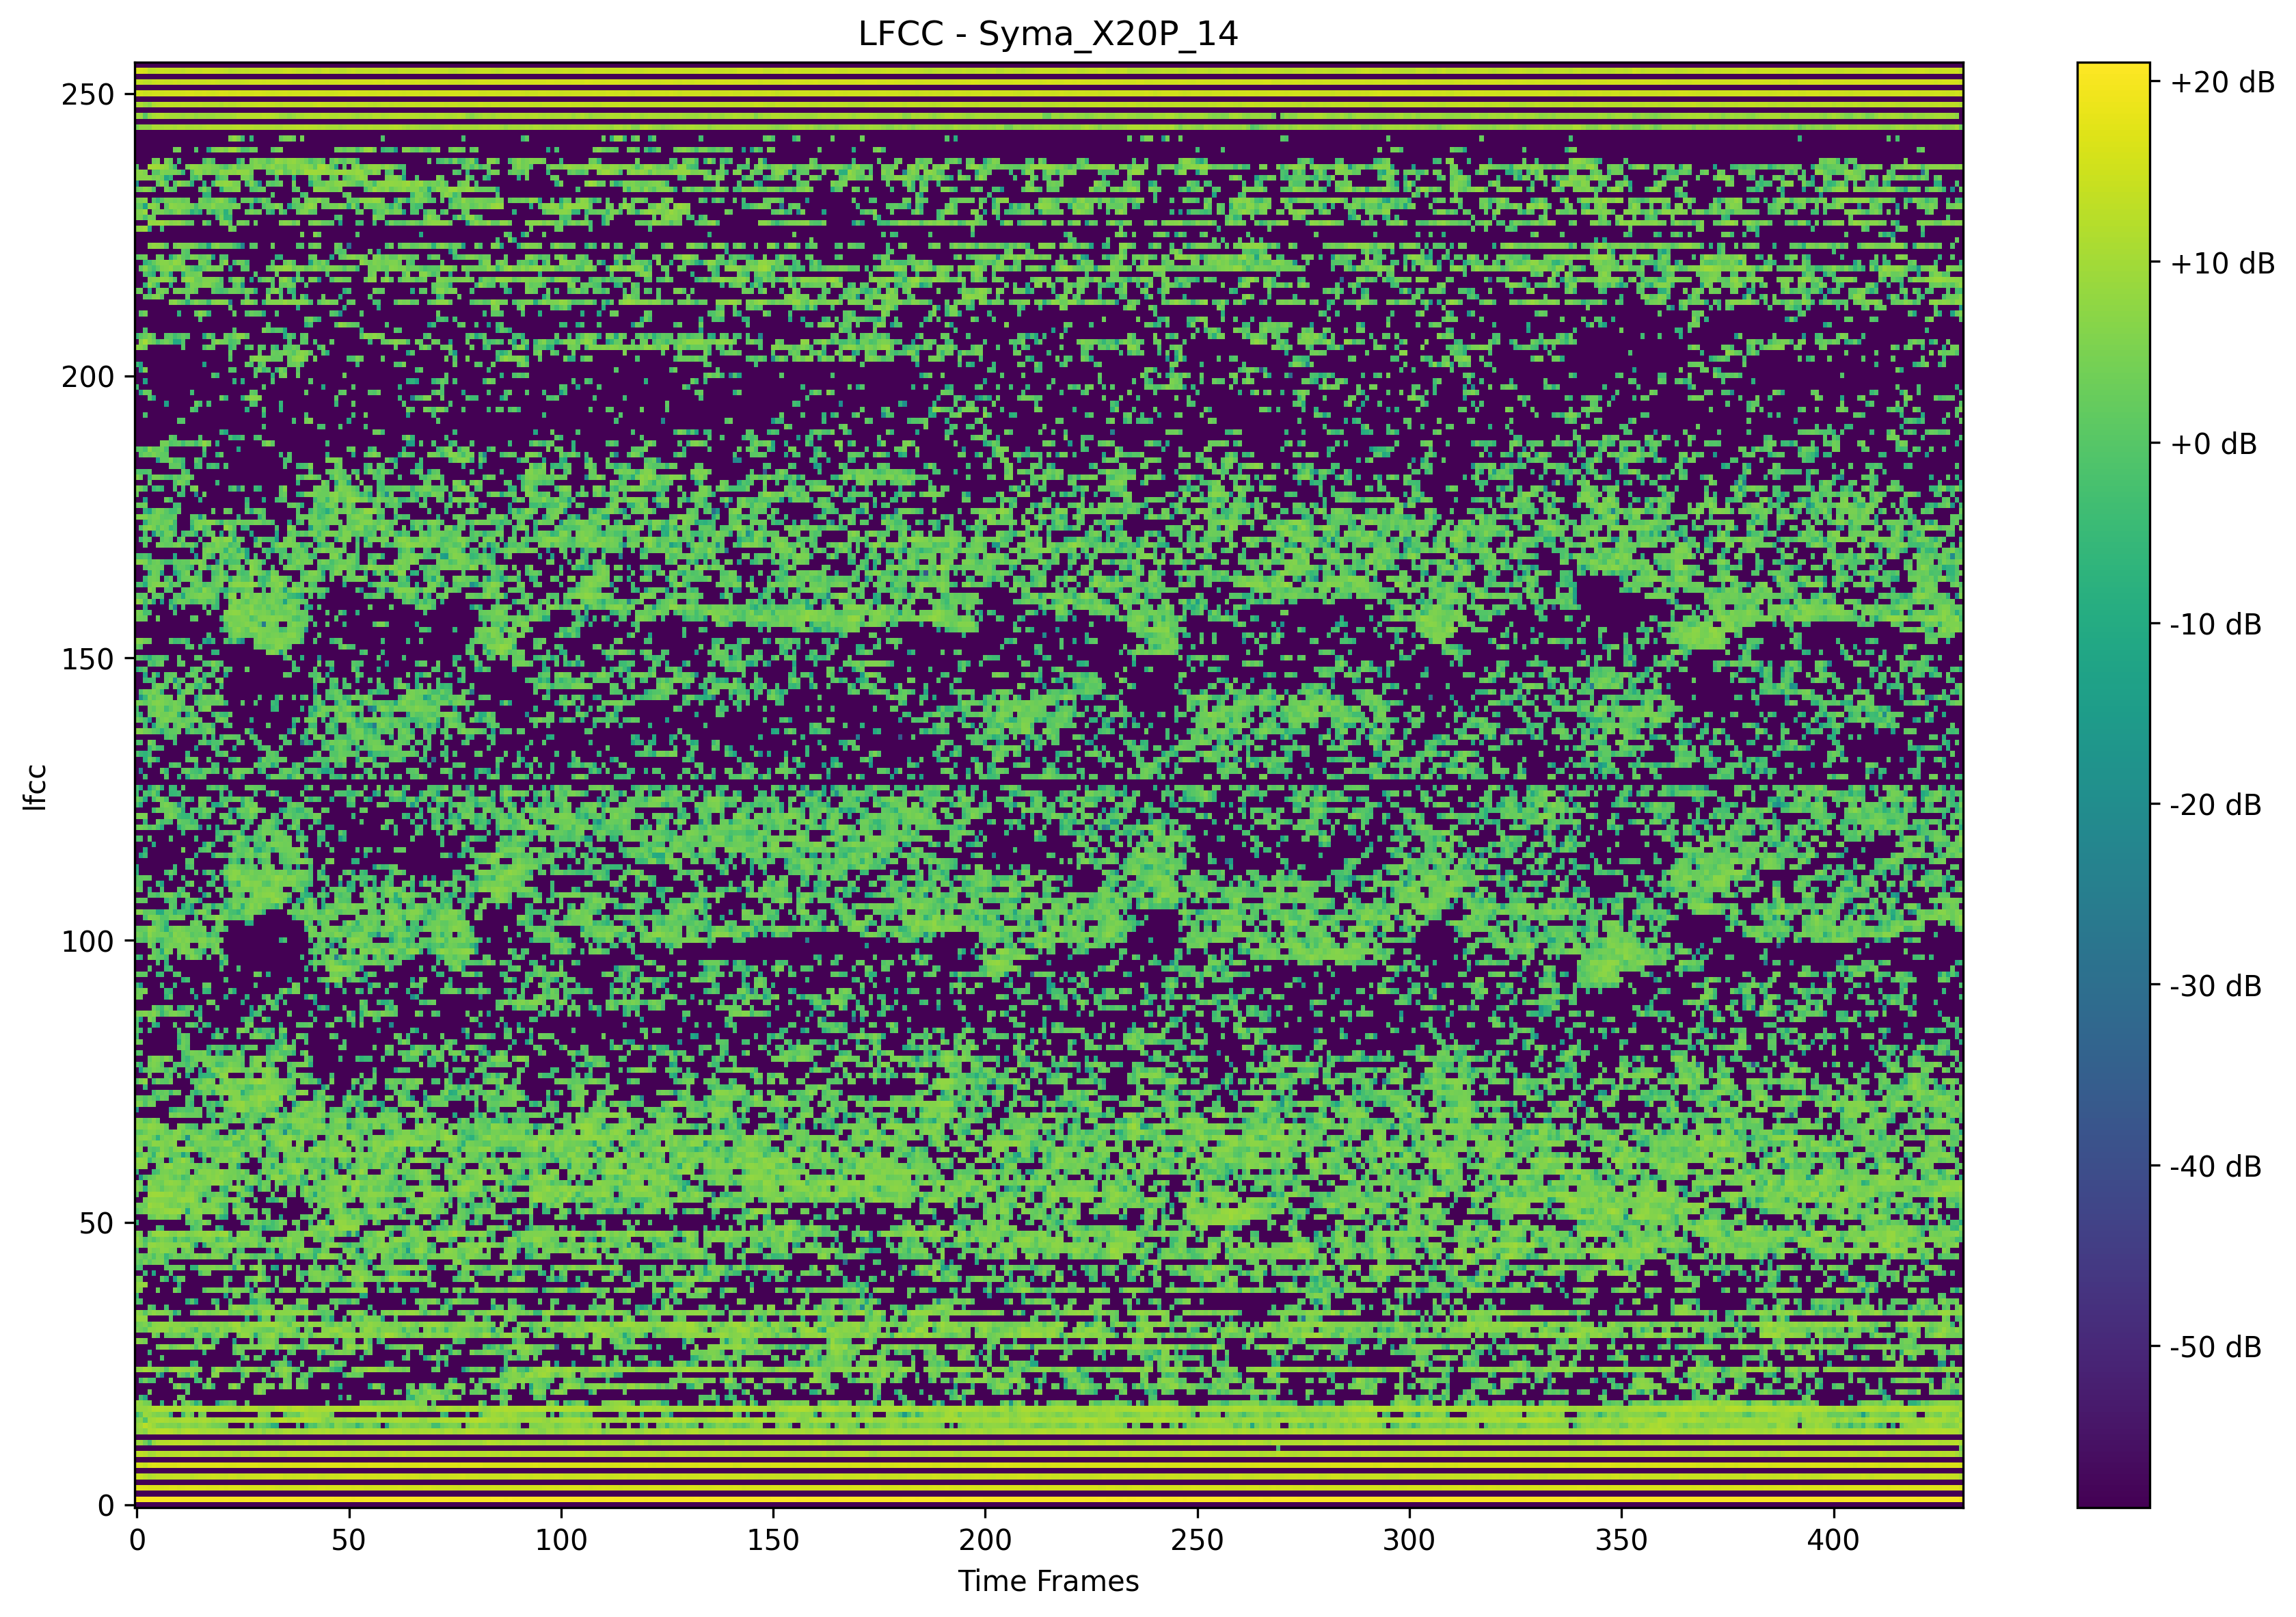 LFCC - Syma_X20P_14
250
200
150
100
50
0
lfcc
0 50 100 150 200 250 300 350 400
Time Frames
+20 dB
+10 dB
+0 dB
-10 dB
-20 dB
-30 dB
-40 dB
-50 dB